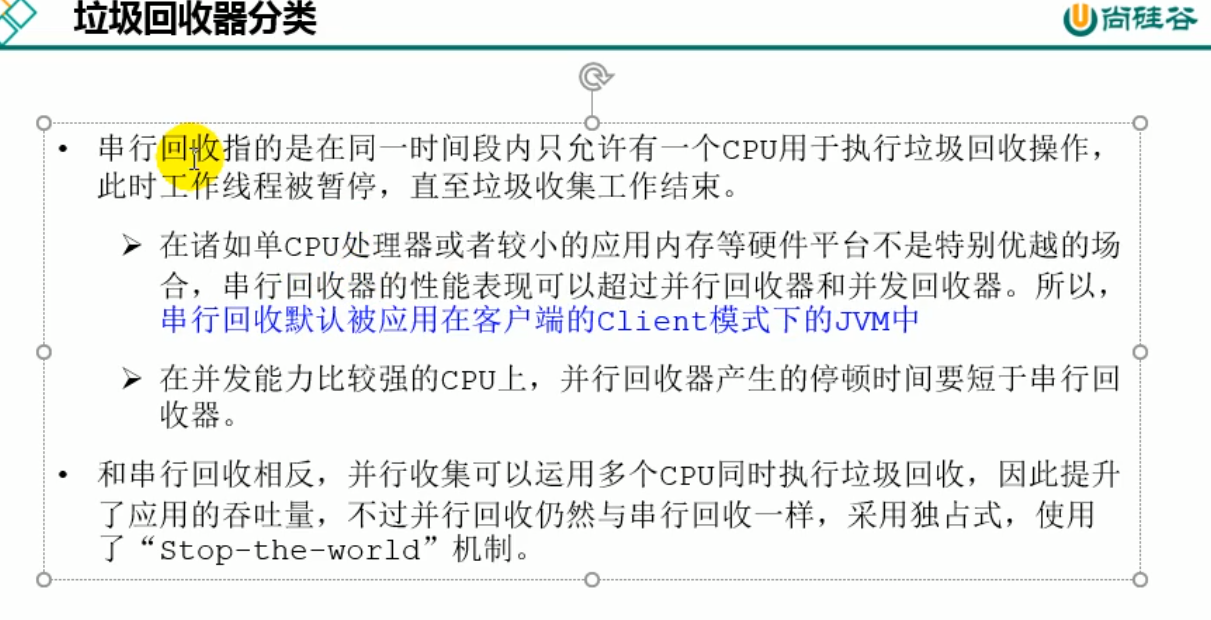 垃圾回收器分类
尚硅谷
• 串行回收指的是在同一时间段内只允许有一个CPU用于执行垃圾回收操作，
此时工作线程被暂停，直至垃圾收集工作结束。
➢ 在诸如单CPU处理器或者较小的应用内存等硬件平台不是特别优越的场
合，串行回收器的性能表现可以超过并行回收器和并发回收器。所以，
串行回收默认被应用在客户端的Client模式下的JVM中
➢ 在并发能力比较强的CPU上，并行回收器产生的停顿时间要短于串行回
收器。
• 和串行回收相反，并行收集可以运用多个CPU同时执行垃圾回收，因此提升
了应用的吞吐量，不过并行回收仍然与串行回收一样，采用独占式，使用
了“Stop-the-world”机制。